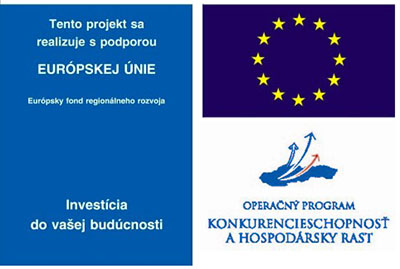 Tento projekt sa
realizuje s podporou
EURÓPSKEJ ÚNIE
Európsky fond regionálneho rozvoja
Investícia
do vašej budúcnosti
OPERAČNÝ PROGRAM
KONKURENCIESCHOPNOSŤ
A HOSPODÁRSKY RAST